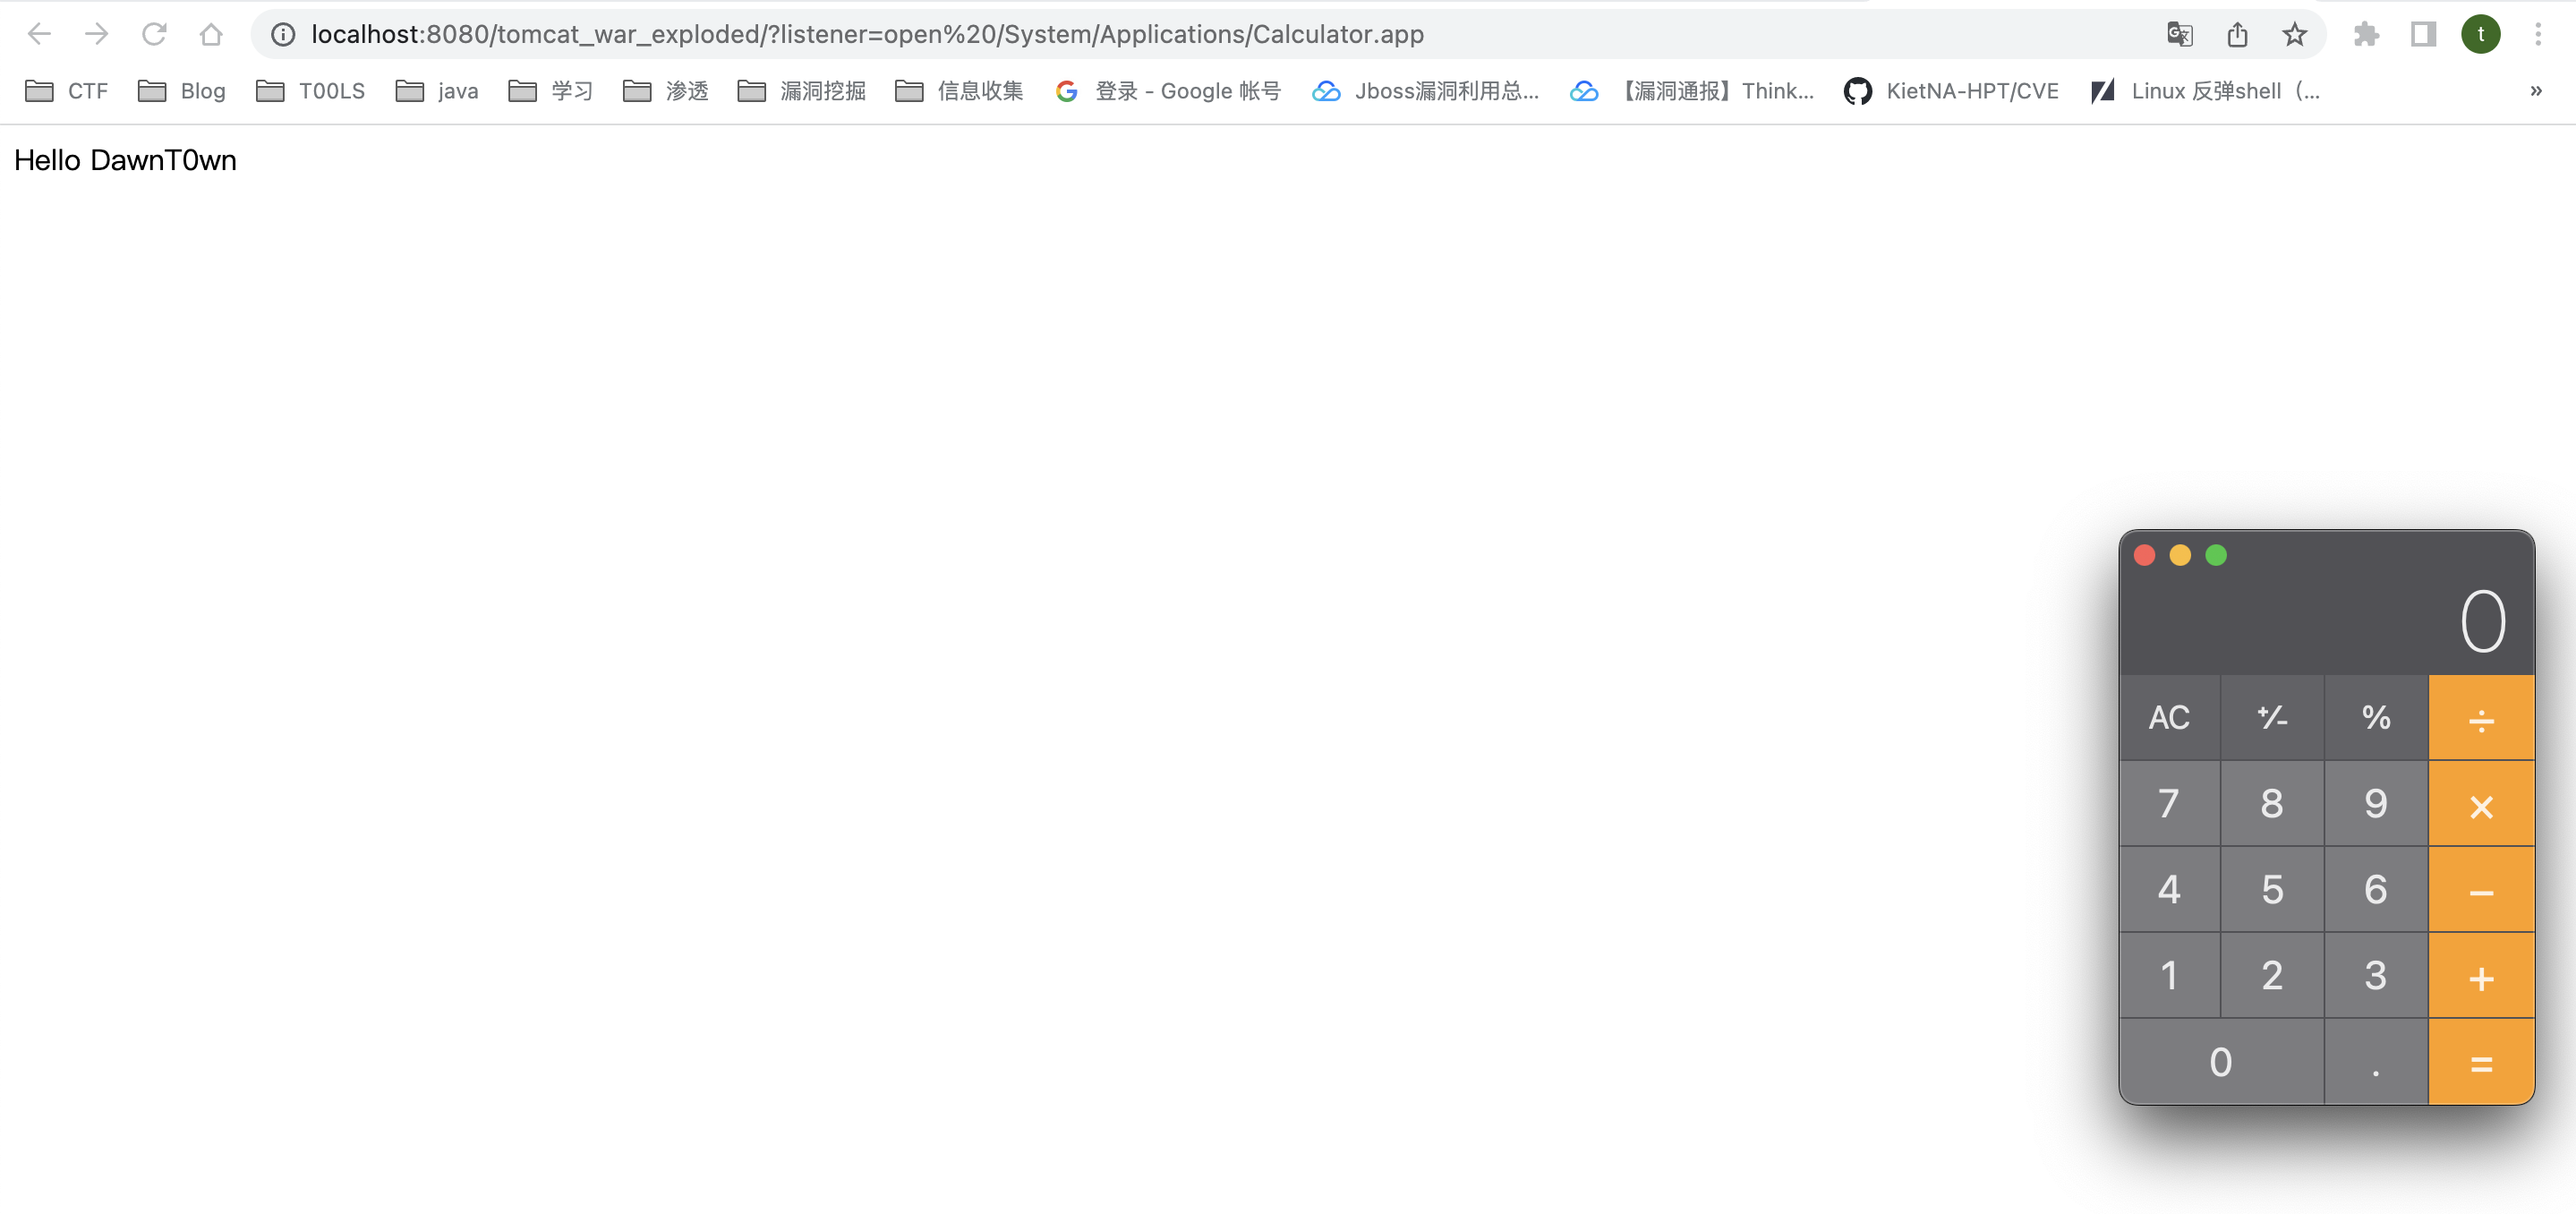 localhost:8080/tomcat_war_exploded/?listener=open%20/System/Applications/Calculator.app
t
CTF Blog T00LS java 学习 渗透 漏洞挖掘 信息收集 登录 - Google 帐号 Jboss漏洞利用总... 【漏洞通报】Think... KietNA-HPT/CVE Linux 反弹shell（... »
Hello DawnT0wn
0
AC +/- % ÷
7 8 9 ×
4 5 6 −
1 2 3 +
0 . =